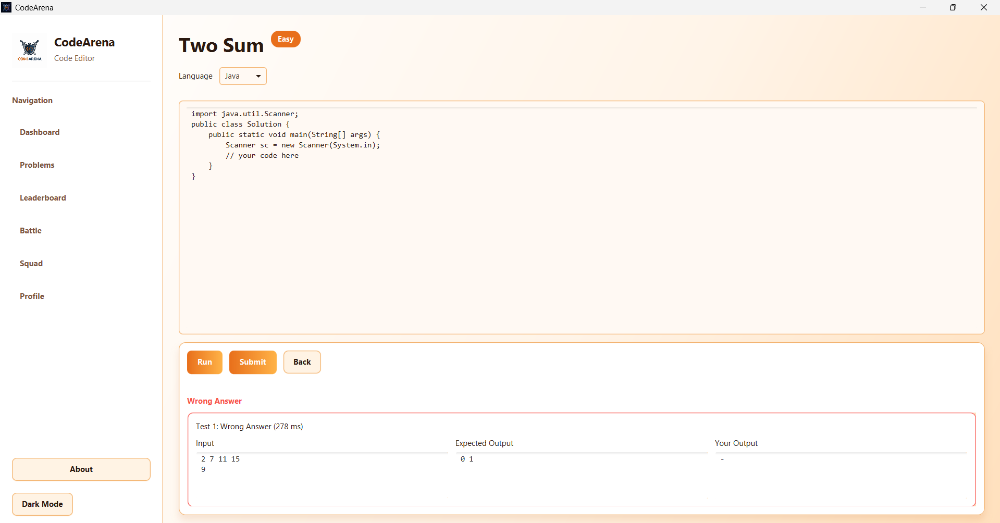 CodeArena
CODEARENA
CodeArena
Code Editor
Navigation
Dashboard
Problems
Leaderboard
Battle
Squad
Profile
About
Dark Mode
Two Sum
Easy
Language
Java
import java.util.Scanner;
public class Solution {
    public static void main(String[] args) {
        Scanner sc = new Scanner(System.in);
        // your code here
    }
}
Run
Submit
Back
Wrong Answer
Test 1: Wrong Answer (278 ms)
Input
2 7 11 15
9
Expected Output
0 1
Your Output
-